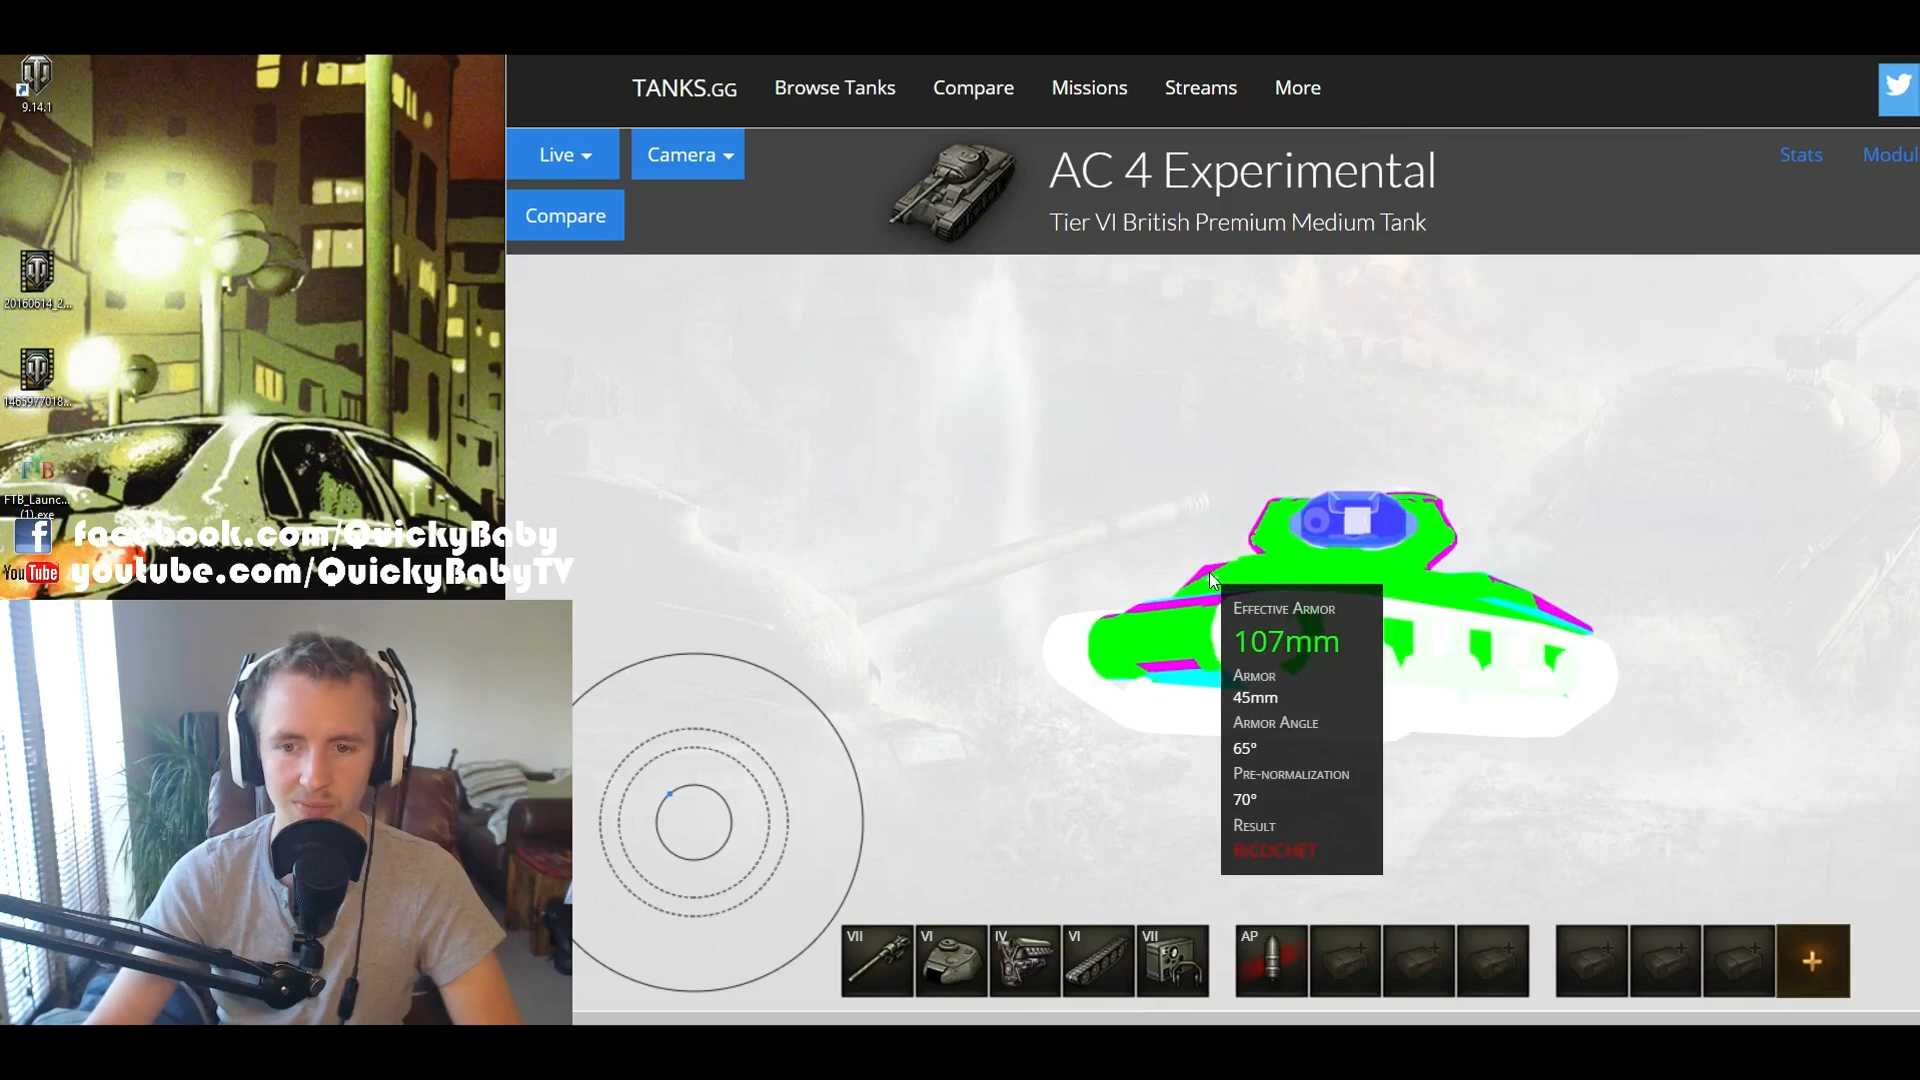 9.14.1
20160614_2...
1465977018...
FTB
FTB_Launc...
(1).exe
f facebook.com/QuickyBaby
YouTube youtube.com/QuickyBabyTV
TANKS.GG Browse Tanks Compare Missions Streams More
Live Camera
Compare
AC 4 Experimental
Tier VI British Premium Medium Tank
Stats Modul
Effective Armor
107mm
Armor
45mm
Armor Angle
65°
Pre-normalization
70°
Result
RICOCHET
VII VI IV VI VII AP